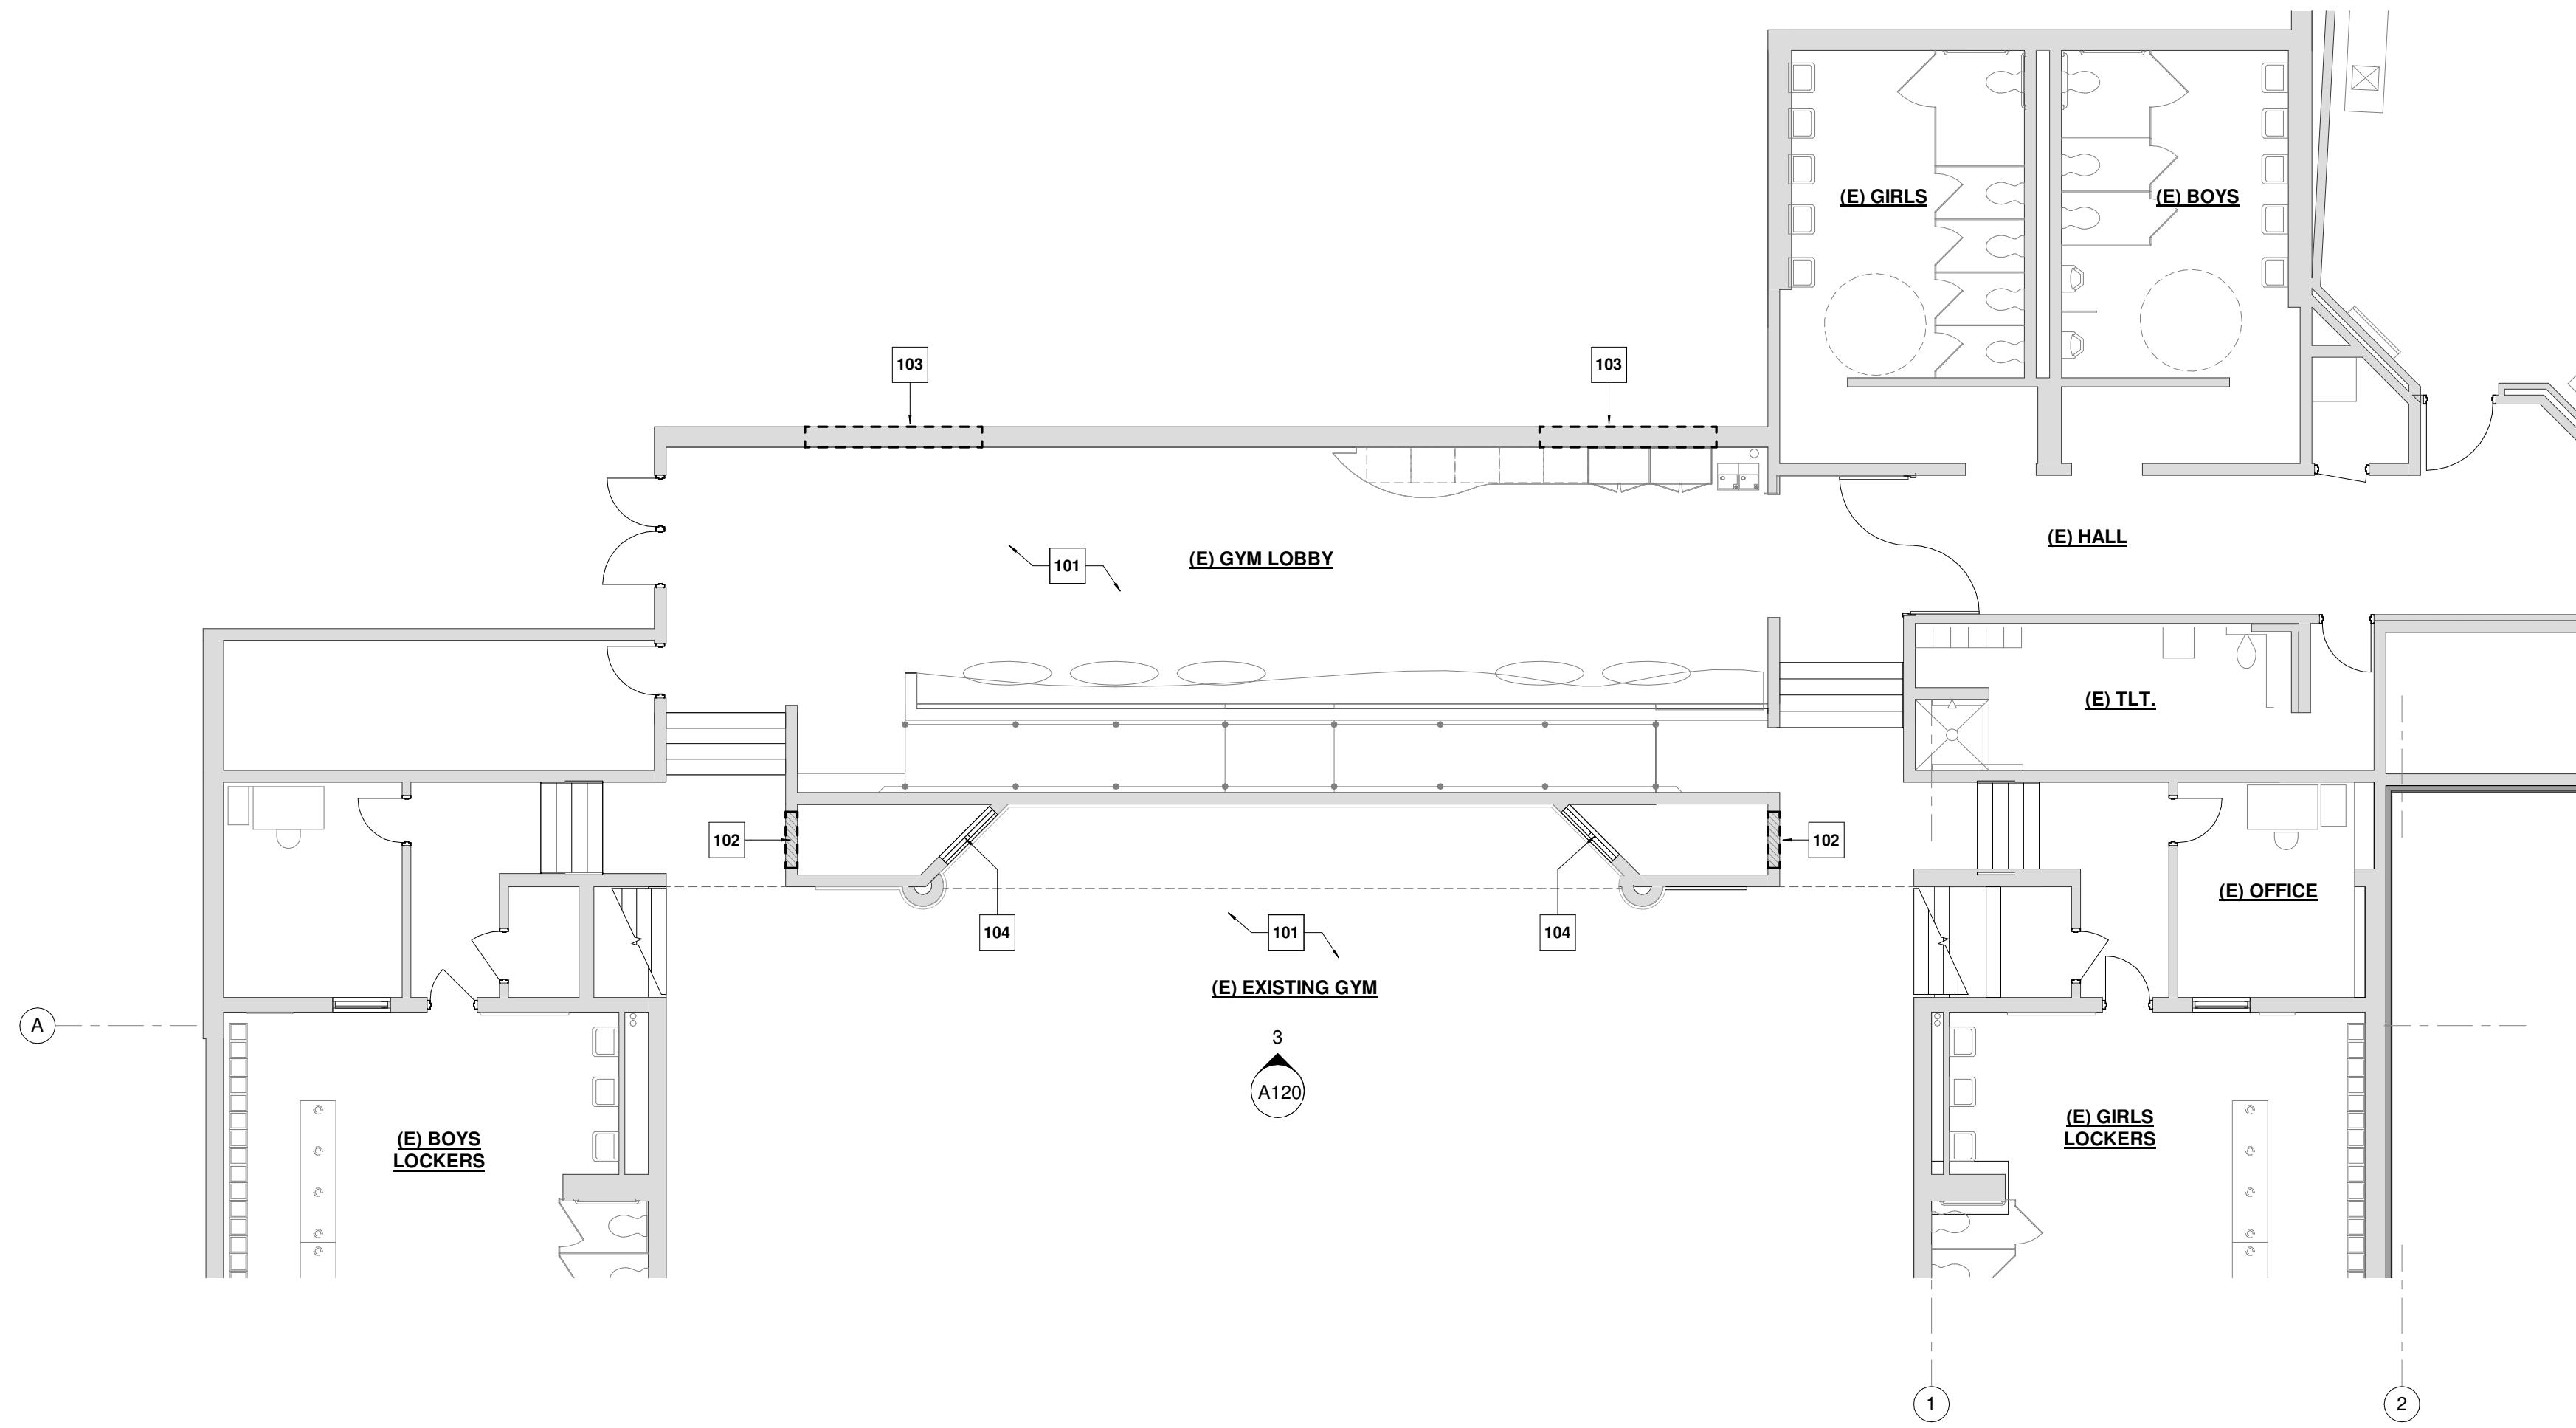 (E) GIRLS
(E) BOYS
103
103
(E) HALL
(E) GYM LOBBY
101
(E) TLT.
102
102
(E) OFFICE
104
104
101
(E) EXISTING GYM
A
3
A120
(E) BOYS
LOCKERS
(E) GIRLS
LOCKERS
1
2